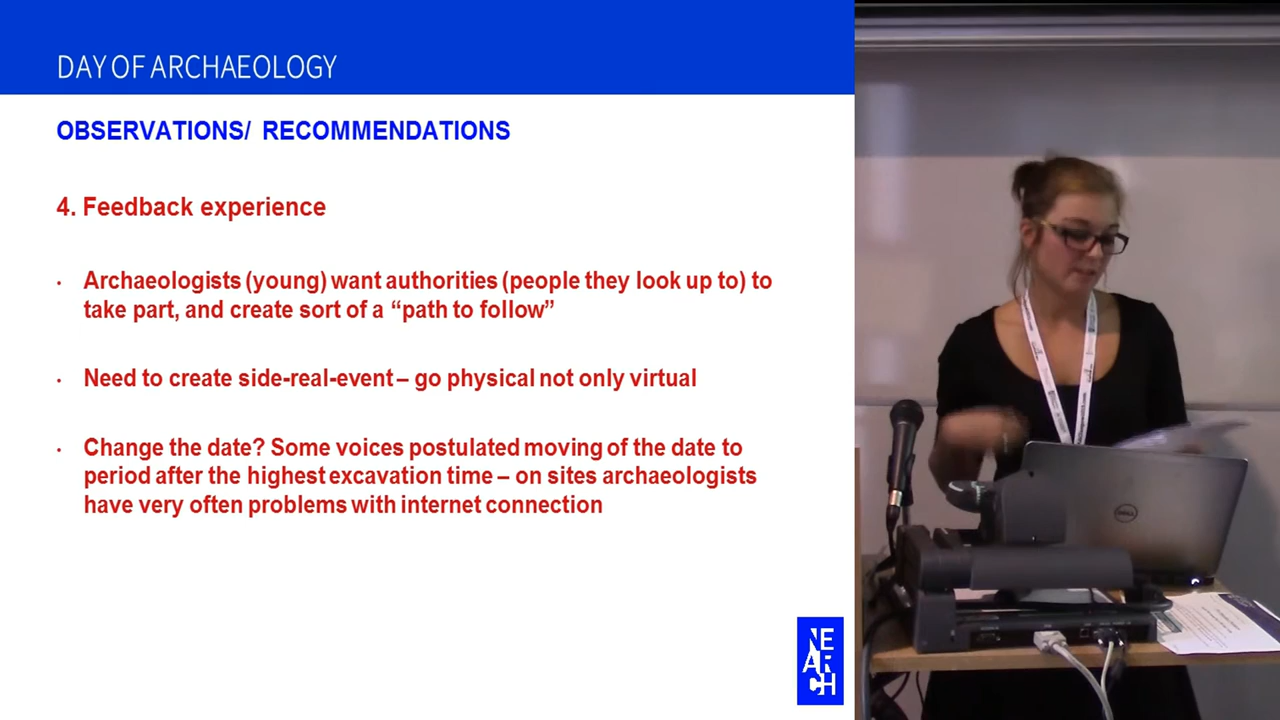 DAY OF ARCHAEOLOGY
OBSERVATIONS/ RECOMMENDATIONS
4. Feedback experience
• Archaeologists (young) want authorities (people they look up to) to
take part, and create sort of a “path to follow”
• Need to create side-real-event – go physical not only virtual
• Change the date? Some voices postulated moving of the date to
period after the highest excavation time – on sites archaeologists
have very often problems with internet connection
NE
AR
CH
DELL